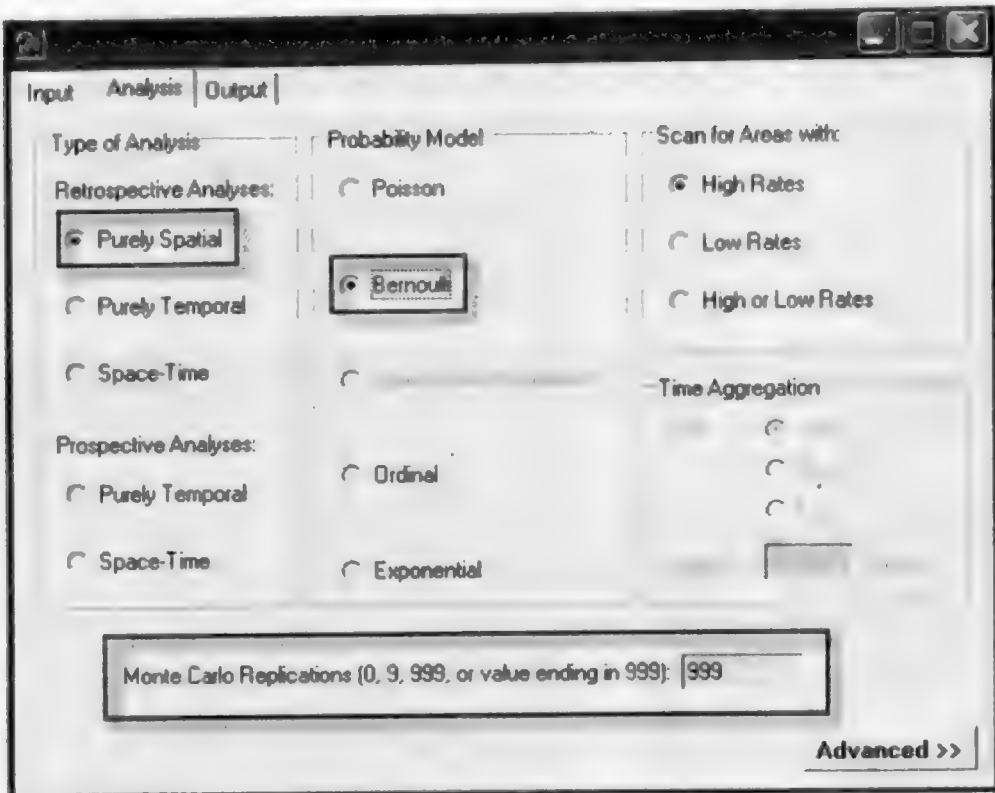 Input Analysis Output
Type of Analysis
Retrospective Analyses:
Purely Spatial
Purely Temporal
Space-Time
Prospective Analyses:
Purely Temporal
Space-Time
Probability Model
Poisson
Bernoulli
Ordinal
Exponential
Scan for Areas with:
High Rates
Low Rates
High or Low Rates
Time Aggregation
Monte Carlo Replications (0, 9, 999, or value ending in 999): 999
Advanced >>